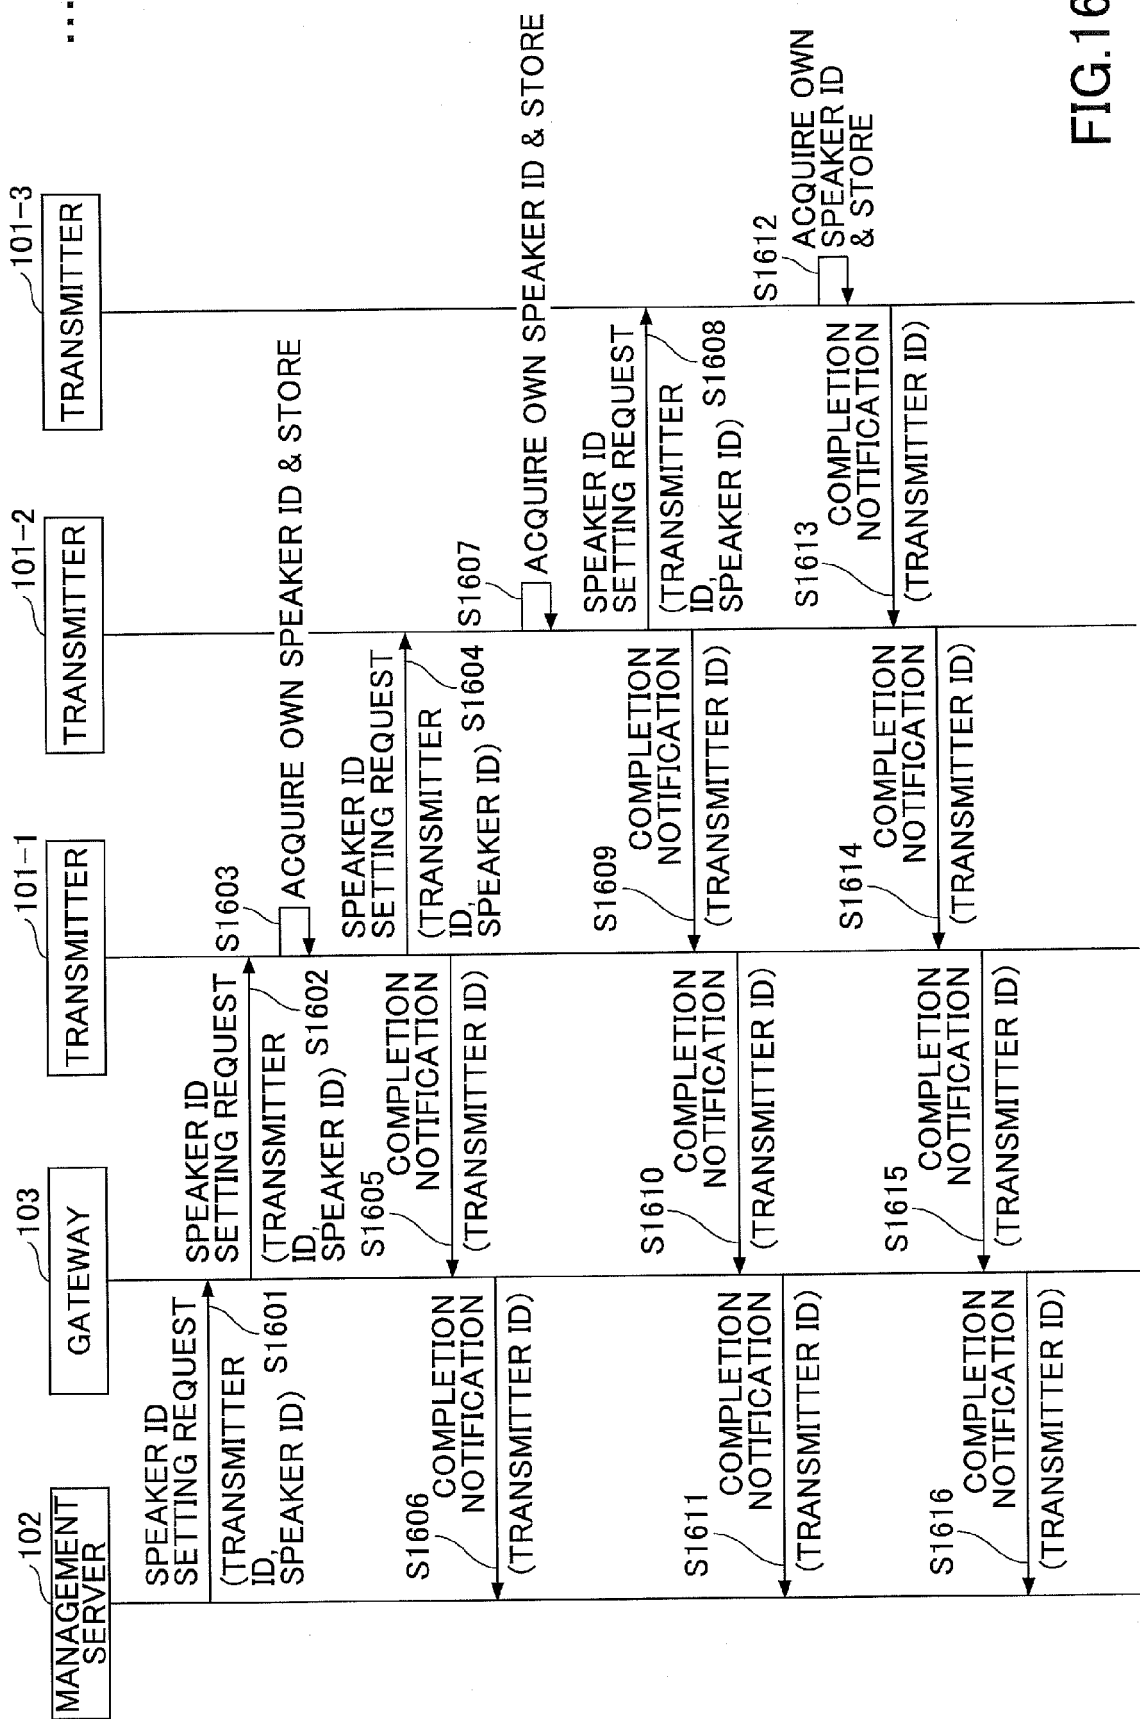 102
MANAGEMENT
SERVER
103
GATEWAY
101-1
TRANSMITTER
101-2
TRANSMITTER
101-3
TRANSMITTER
....
SPEAKER ID
SETTING REQUEST
(TRANSMITTER
ID,
SPEAKER ID)
S1601
SPEAKER ID
SETTING REQUEST
(TRANSMITTER
ID,
SPEAKER ID)
S1602
S1603
ACQUIRE OWN SPEAKER ID & STORE
SPEAKER ID
SETTING REQUEST
(TRANSMITTER
ID,
SPEAKER ID)
S1604
S1605
COMPLETION
NOTIFICATION
(TRANSMITTER ID)
S1606
COMPLETION
NOTIFICATION
(TRANSMITTER ID)
S1607
ACQUIRE OWN SPEAKER ID & STORE
SPEAKER ID
SETTING REQUEST
(TRANSMITTER
ID,
SPEAKER ID)
S1608
S1609
COMPLETION
NOTIFICATION
(TRANSMITTER ID)
S1610
COMPLETION
NOTIFICATION
(TRANSMITTER ID)
S1611
COMPLETION
NOTIFICATION
(TRANSMITTER ID)
S1612
ACQUIRE OWN
SPEAKER ID
& STORE
S1613
COMPLETION
NOTIFICATION
(TRANSMITTER ID)
S1614
COMPLETION
NOTIFICATION
(TRANSMITTER ID)
S1615
COMPLETION
NOTIFICATION
(TRANSMITTER ID)
S1616
COMPLETION
NOTIFICATION
(TRANSMITTER ID)
FIG.16